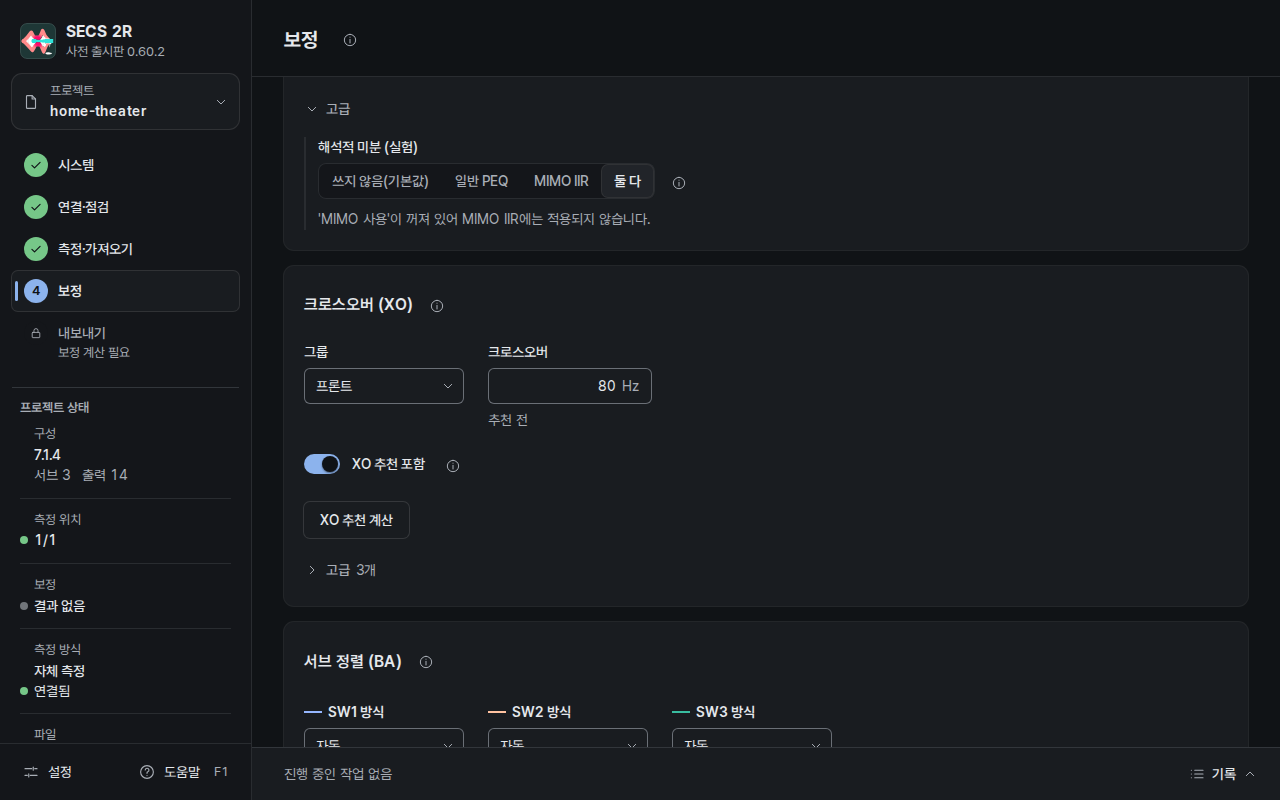 SECS 2R
사전 출시판 0.60.2
프로젝트
home-theater
시스템
연결·점검
측정·가져오기
4 보정
내보내기
보정 계산 필요
프로젝트 상태
구성
7.1.4
서브 3 출력 14
측정 위치
1/1
보정
결과 없음
측정 방식
자체 측정
연결됨
파일
설정 도움말 F1
보정
고급
해석적 미분 (실험)
쓰지 않음(기본값) 일반 PEQ MIMO IIR 둘 다
'MIMO 사용'이 꺼져 있어 MIMO IIR에는 적용되지 않습니다.
크로스오버 (XO)
그룹 크로스오버
프론트 80 Hz
추천 전
XO 추천 포함
XO 추천 계산
고급 3개
서브 정렬 (BA)
SW1 방식 SW2 방식 SW3 방식
자동 자동 자동
진행 중인 작업 없음 기록